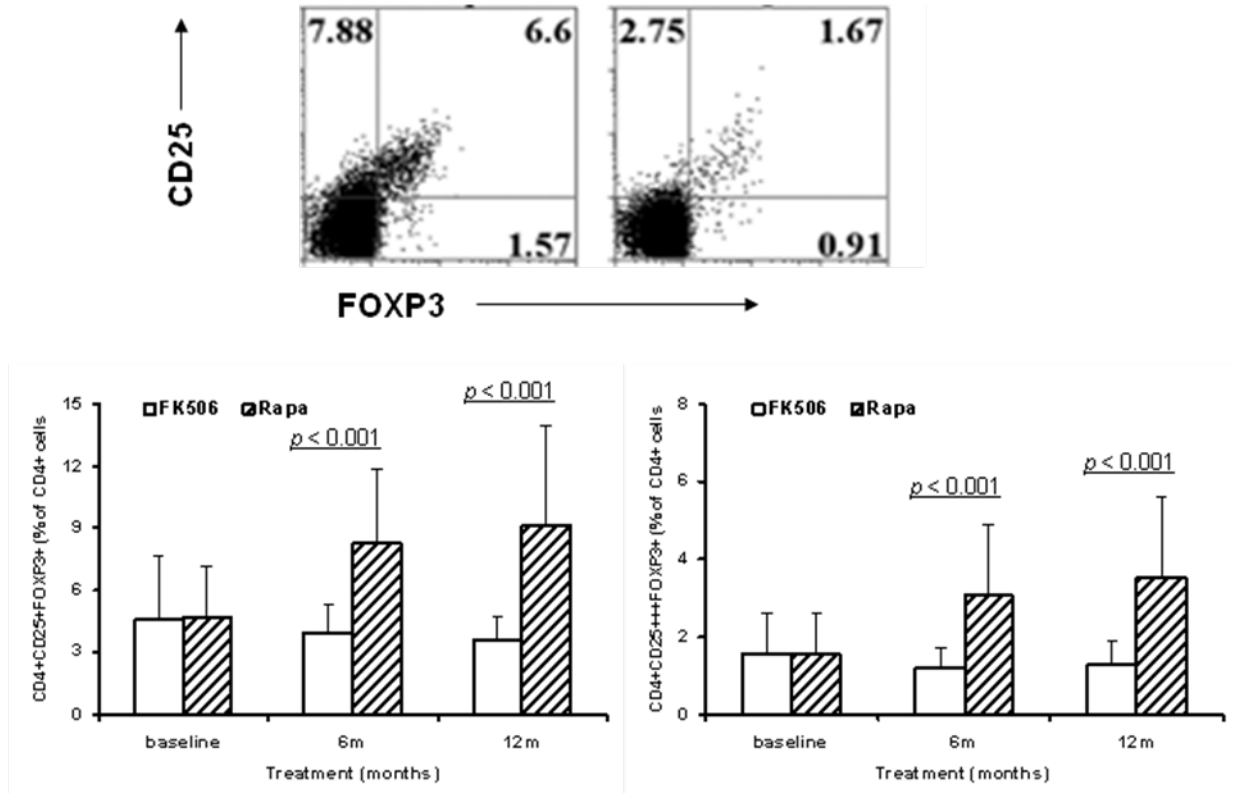 7.88 6.6 2.75 1.67
CD25
1.57 0.91
FOXP3
15
12
9
6
3
0
CD4+CD25+FOXP3+ (% of CD4+ cells
FK506 Rapa
p < 0.001
p < 0.001
baseline 6m 12m
Treatment (months)
8
6
4
2
0
CD4+CD25+++FOXP3+ (% of CD4+ cells
FK506 Rapa
p < 0.001
p < 0.001
baseline 6m 12m
Treatment (months)